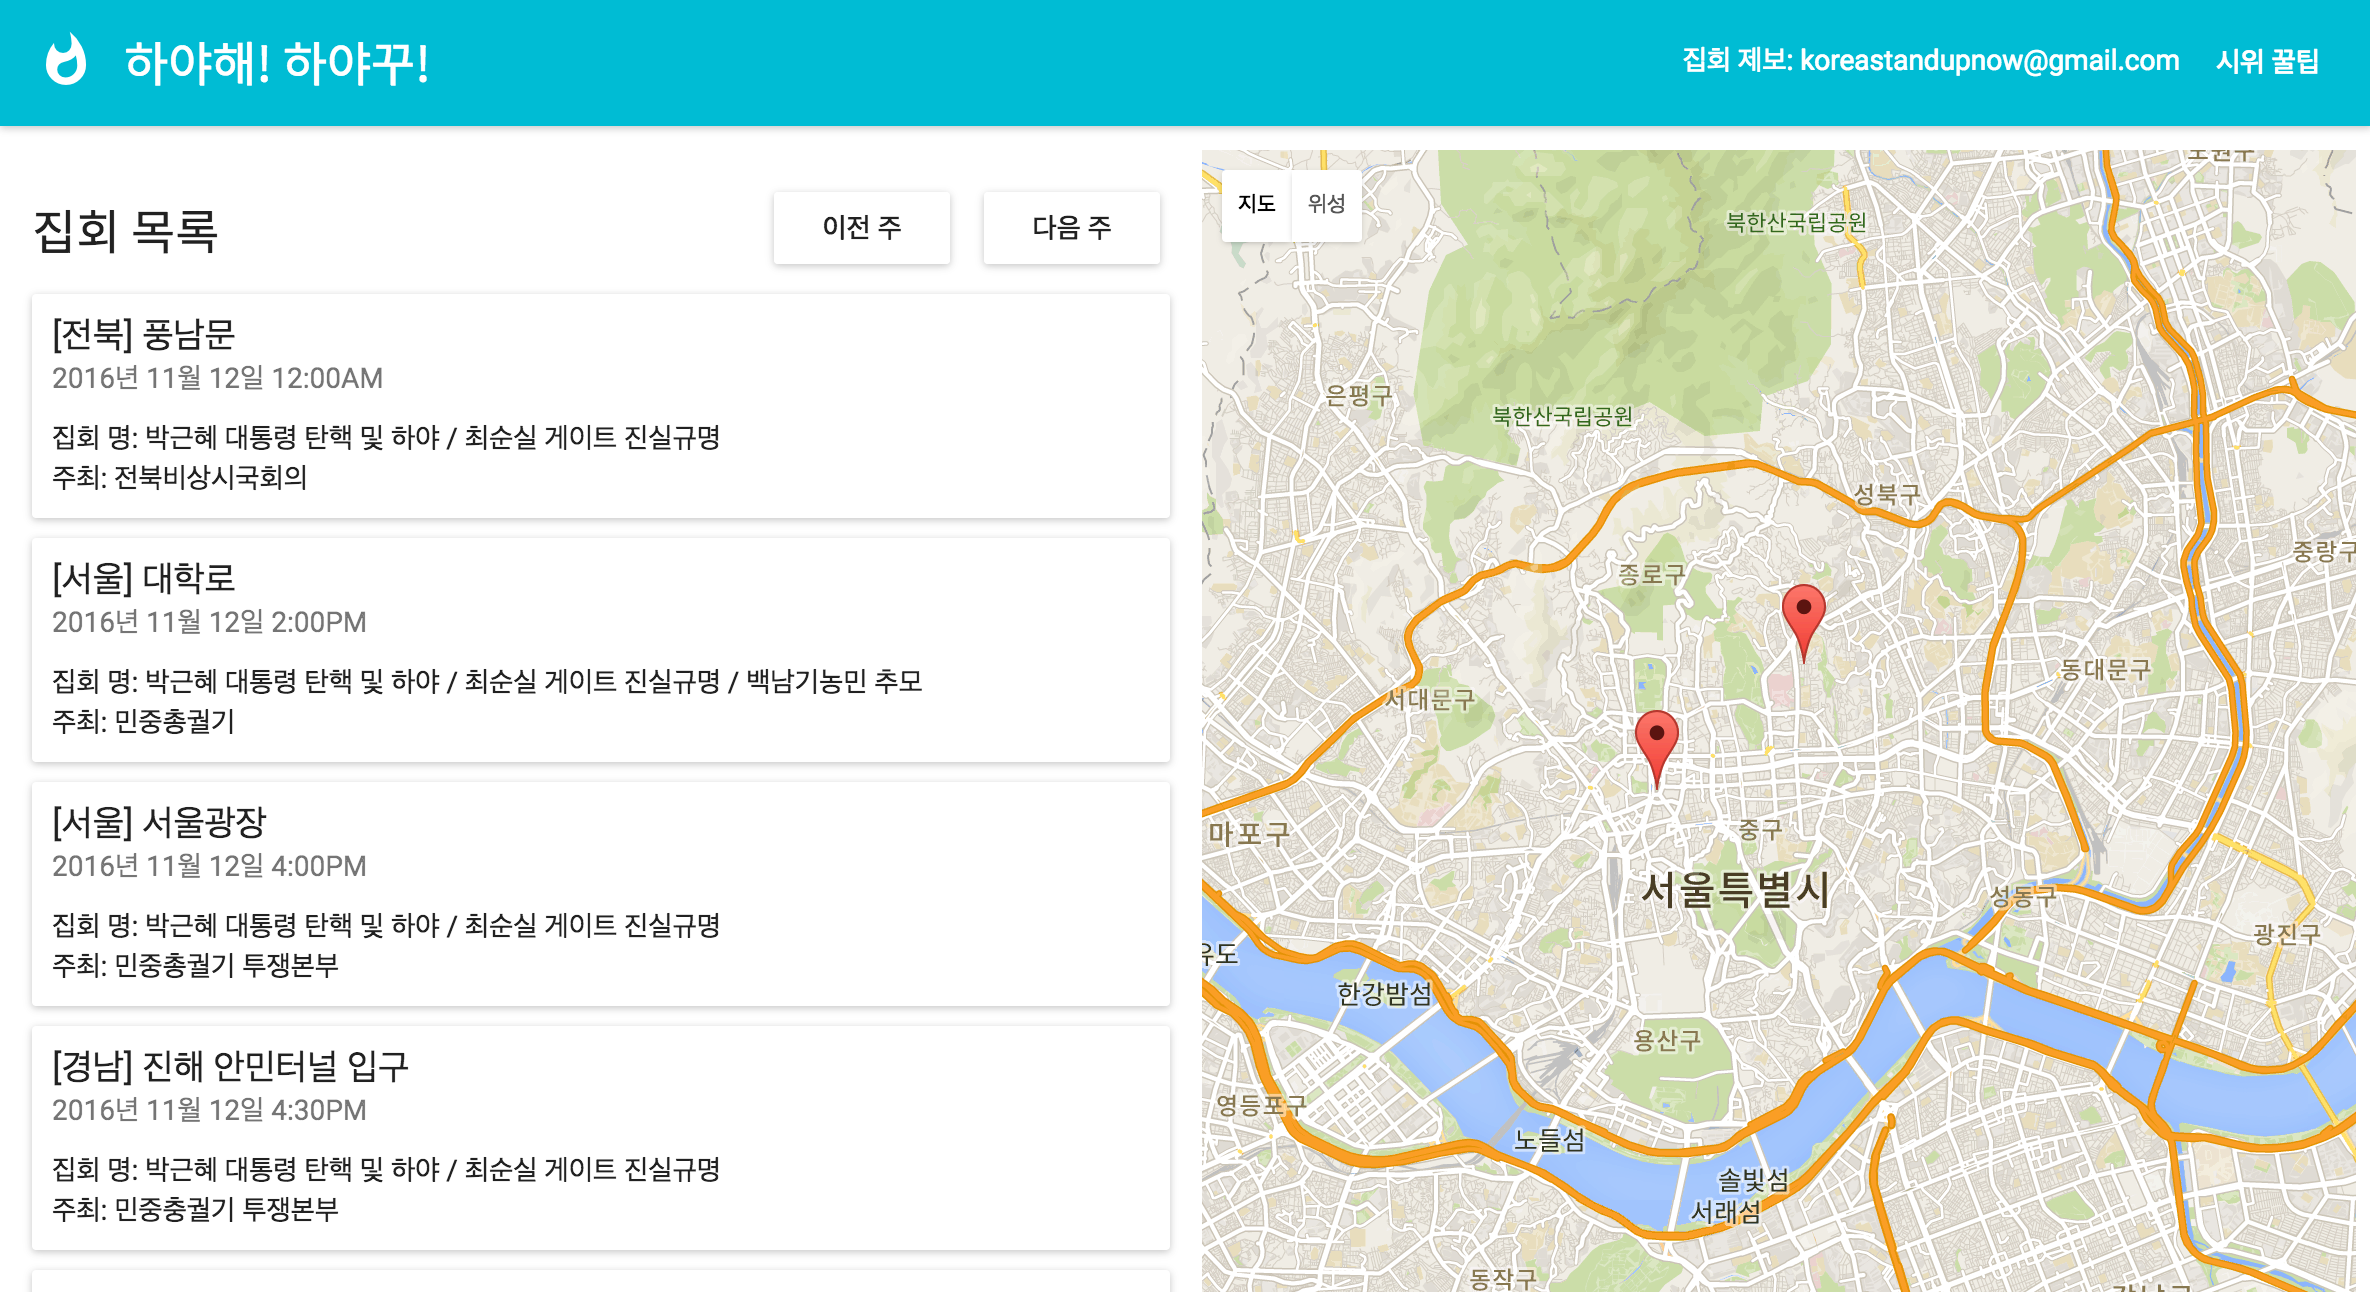 하야해! 하야꾸!
집회 제보: koreastandupnow@gmail.com 시위 꿀팁
집회 목록
이전 주
다음 주
[전북] 풍남문
2016년 11월 12일 12:00AM
집회 명: 박근혜 대통령 탄핵 및 하야 / 최순실 게이트 진실규명
주최: 전북비상시국회의
[서울] 대학로
2016년 11월 12일 2:00PM
집회 명: 박근혜 대통령 탄핵 및 하야 / 최순실 게이트 진실규명 / 백남기농민 추모
주최: 민중총궐기
[서울] 서울광장
2016년 11월 12일 4:00PM
집회 명: 박근혜 대통령 탄핵 및 하야 / 최순실 게이트 진실규명
주최: 민중총궐기 투쟁본부
[경남] 진해 안민터널 입구
2016년 11월 12일 4:30PM
집회 명: 박근혜 대통령 탄핵 및 하야 / 최순실 게이트 진실규명
주최: 민중중궐기 투쟁본부
지도
위성
북한산국립공원
은평구
북한산국립공원
성북구
중랑구
종로구
동대문구
서대문구
마포구
중구
서울특별시
성동구
광진구
한강밤섬
용산구
영등포구
노들섬
솔빛섬
서래섬
동작구